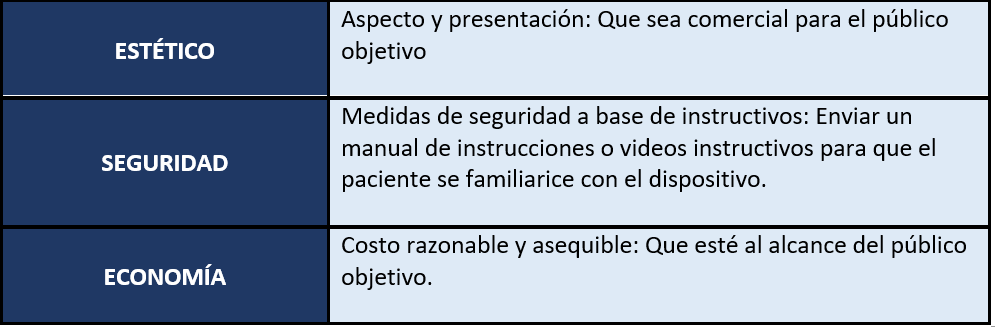 ESTÉTICO
Aspecto y presentación: Que sea comercial para el público
objetivo
SEGURIDAD
Medidas de seguridad a base de instructivos: Enviar un
manual de instrucciones o videos instructivos para que el
paciente se familiarice con el dispositivo.
ECONOMÍA
Costo razonable y asequible: Que esté al alcance del público
objetivo.